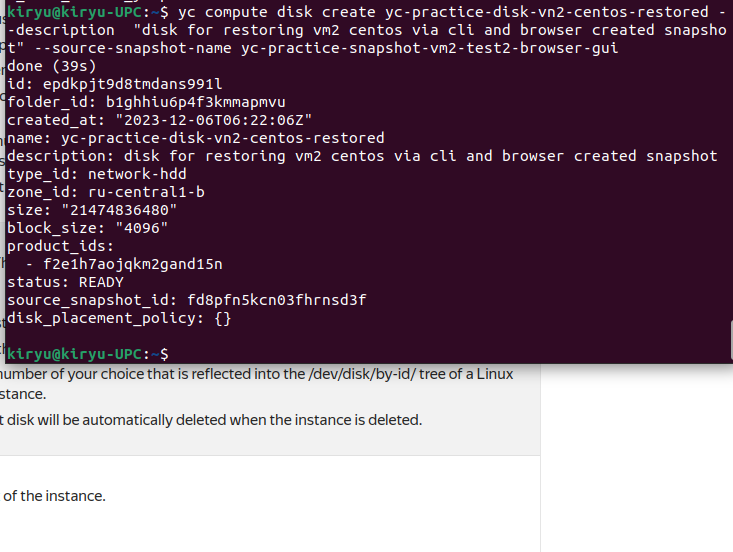 kiryu@kiryu-UPC:~$ yc compute disk create yc-practice-disk-vn2-centos-restored -
-description  "disk for restoring vm2 centos via cli and browser created snapsho
t" --source-snapshot-name yc-practice-snapshot-vm2-test2-browser-gui
done (39s)
id: epdkpjt9d8tmdans991l
folder_id: b1ghhiu6p4f3kmmapmvu
created_at: "2023-12-06T06:22:06Z"
name: yc-practice-disk-vn2-centos-restored
description: disk for restoring vm2 centos via cli and browser created snapshot
type_id: network-hdd
zone_id: ru-central1-b
size: "21474836480"
block_size: "4096"
product_ids:
  - f2e1h7aojqkm2gand15n
status: READY
source_snapshot_id: fd8pfn5kcn03fhrnsd3f
disk_placement_policy: {}
kiryu@kiryu-UPC:~$
number of your choice that is reflected into the /dev/disk/by-id/ tree of a Linux
stance.
t disk will be automatically deleted when the instance is deleted.
of the instance.